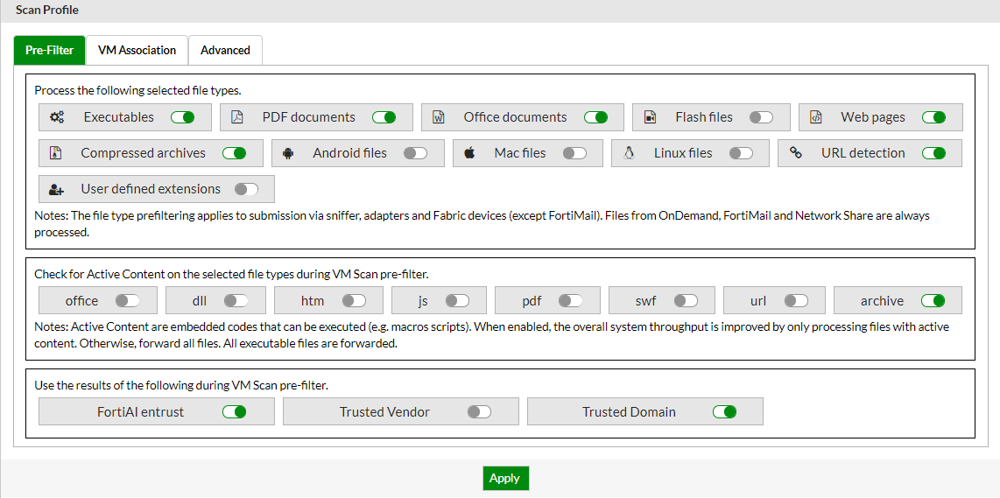 Scan Profile
Pre-Filter VM Association Advanced
Process the following selected file types.
Executables PDF documents Office documents Flash files Web pages
Compressed archives Android files Mac files Linux files URL detection
User defined extensions
Notes: The file type prefiltering applies to submission via sniffer, adapters and Fabric devices (except FortiMail). Files from OnDemand, FortiMail and Network Share are always
processed.
Check for Active Content on the selected file types during VM Scan pre-filter.
office dll htm js pdf swf url archive
Notes: Active Content are embedded codes that can be executed (e.g. macros scripts). When enabled, the overall system throughput is improved by only processing files with active
content. Otherwise, forward all files. All executable files are forwarded.
Use the results of the following during VM Scan pre-filter.
FortiAI entrust Trusted Vendor Trusted Domain
Apply